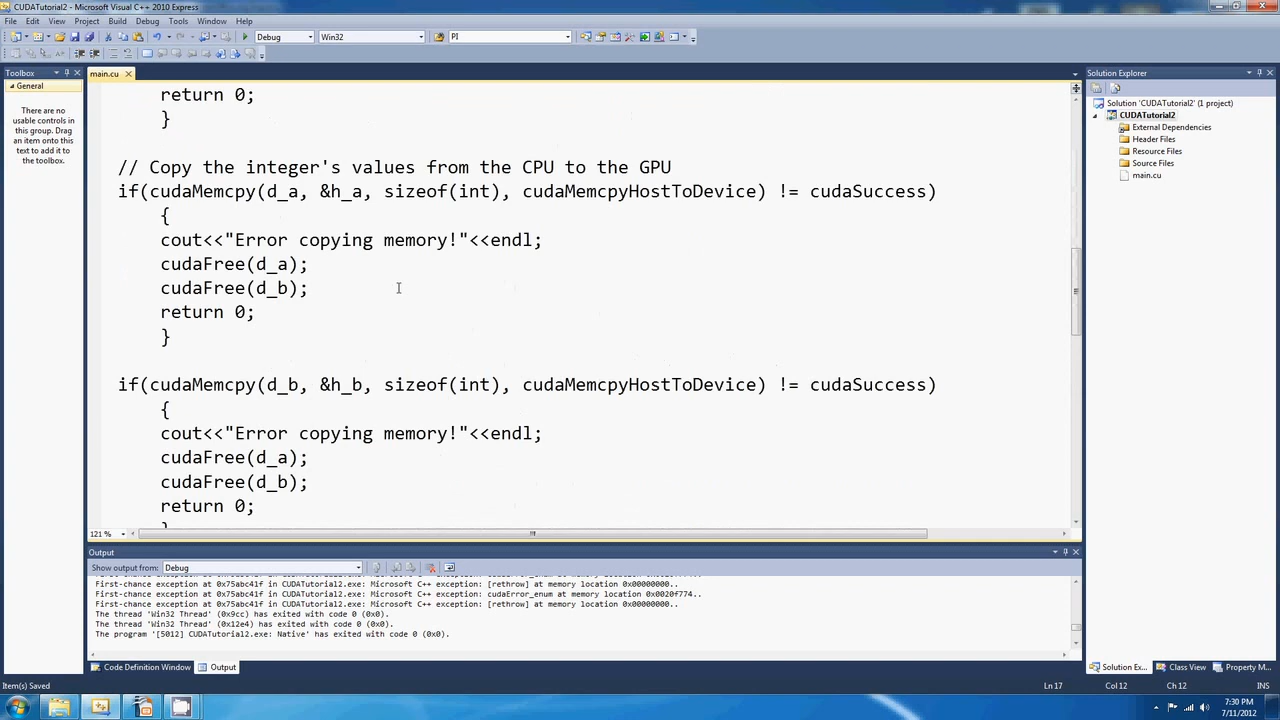 CUDATutorial2 - Microsoft Visual C++ 2010 Express
File Edit View Project Build Debug Tools Window Help
Debug Win32 PI
Toolbox
General
There are no
usable controls in
this group. Drag
an item onto this
text to add it to
the toolbox.
main.cu
return 0;
}
// Copy the integer's values from the CPU to the GPU
if(cudaMemcpy(d_a, &h_a, sizeof(int), cudaMemcpyHostToDevice) != cudaSuccess)
{
cout<<"Error copying memory!"<<endl;
cudaFree(d_a);
cudaFree(d_b);
return 0;
}
if(cudaMemcpy(d_b, &h_b, sizeof(int), cudaMemcpyHostToDevice) != cudaSuccess)
{
cout<<"Error copying memory!"<<endl;
cudaFree(d_a);
cudaFree(d_b);
return 0;
121 %
Solution Explorer
Solution 'CUDATutorial2' (1 project)
CUDATutorial2
External Dependencies
Header Files
Resource Files
Source Files
main.cu
Output
Show output from: Debug
First-chance exception at 0x75abc41f in CUDATutorial2.exe: Microsoft C++ exception: [rethrow] at memory location 0x00000000..
First-chance exception at 0x75abc41f in CUDATutorial2.exe: Microsoft C++ exception: cudaError_enum at memory location 0x0020f774..
First-chance exception at 0x75abc41f in CUDATutorial2.exe: Microsoft C++ exception: [rethrow] at memory location 0x00000000..
The thread 'Win32 Thread' (0x9cc) has exited with code 0 (0x0).
The thread 'Win32 Thread' (0x12e4) has exited with code 0 (0x0).
The program '[5012] CUDATutorial2.exe: Native' has exited with code 0 (0x0).
Code Definition Window Output
Solution Ex... Class View Property M...
Item(s) Saved Ln 17 Col 12 Ch 12 INS
7:30 PM
7/11/2012